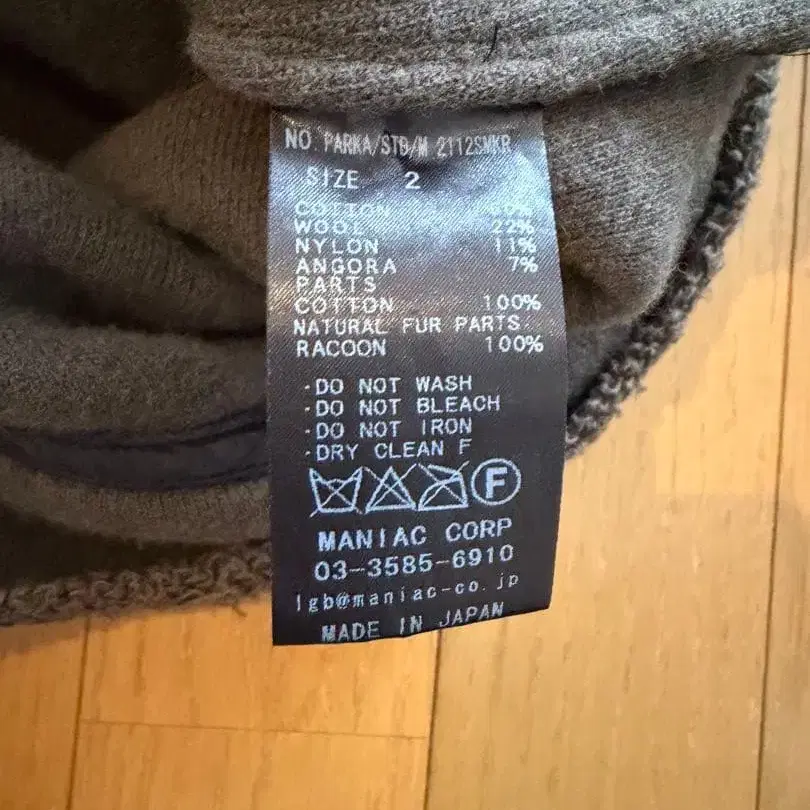 NO. PARKA/STD/M 2112SMKR
SIZE 2
COTTON
WOOL 22%
NYLON 11%
ANGORA 7%
PARTS
COTTON 100%
NATURAL FUR PARTS
RACOON 100%
·DO NOT WASH
·DO NOT BLEACH
·DO NOT IRON
·DRY CLEAN F
F
MANIAC CORP
03-3585-6910
lgb@maniac-co.jp
MADE IN JAPAN